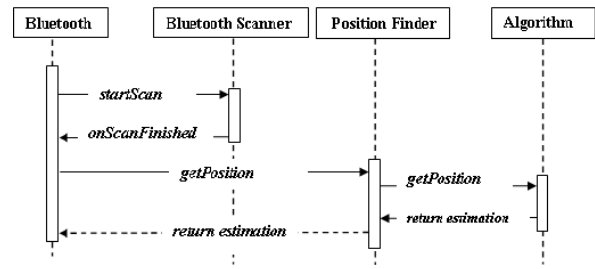 Bluetooth
Bluetooth Scanner
Position Finder
Algorithm
startScan
onScanFinished
getPosition
getPosition
return estimation
return estimation